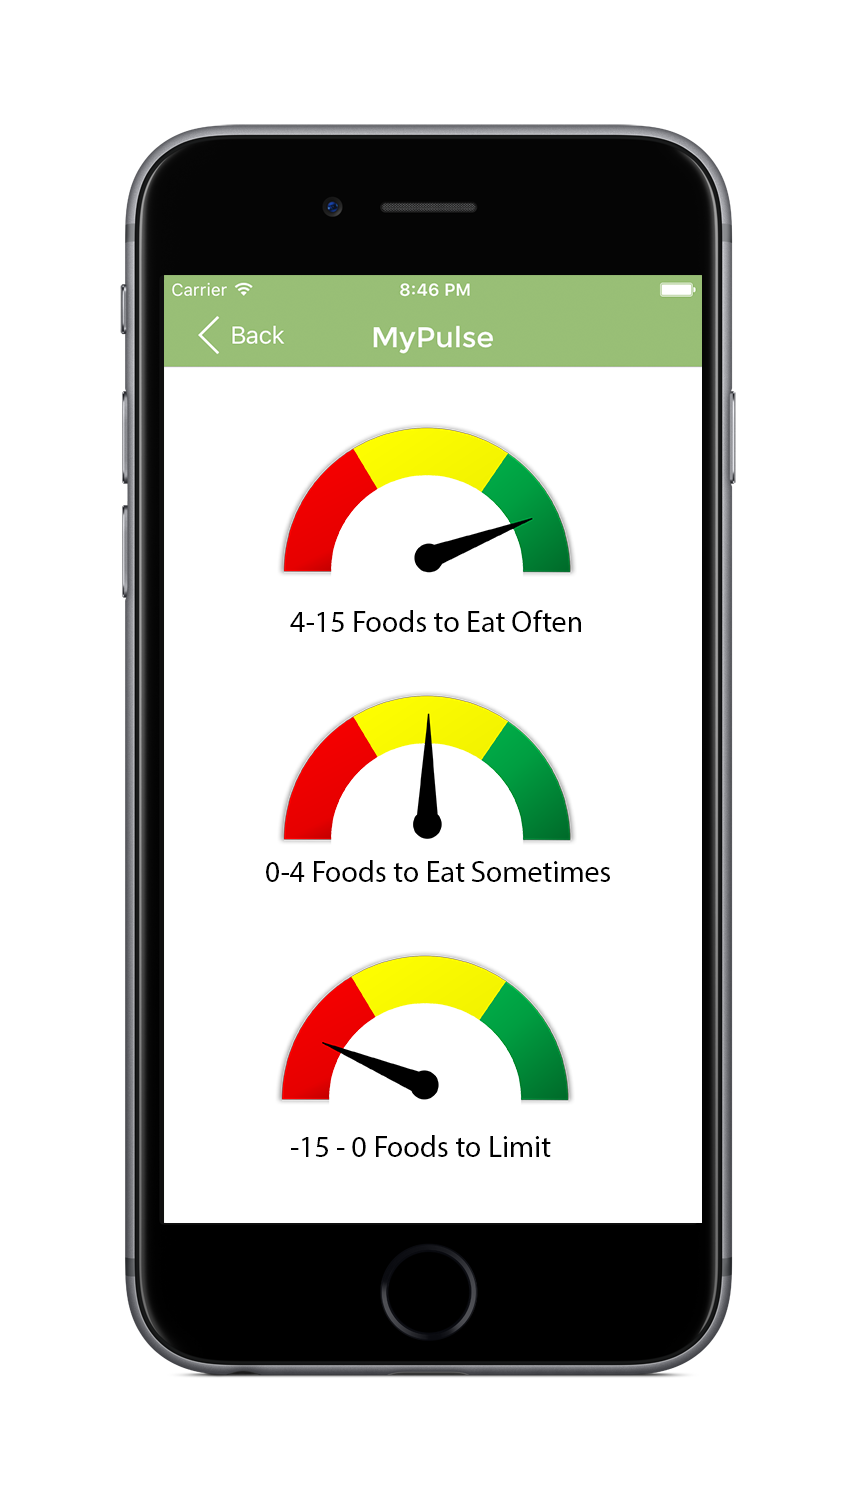 Carrier 8:46 PM
Back MyPulse
4-15 Foods to Eat Often
0-4 Foods to Eat Sometimes
-15 - 0 Foods to Limit